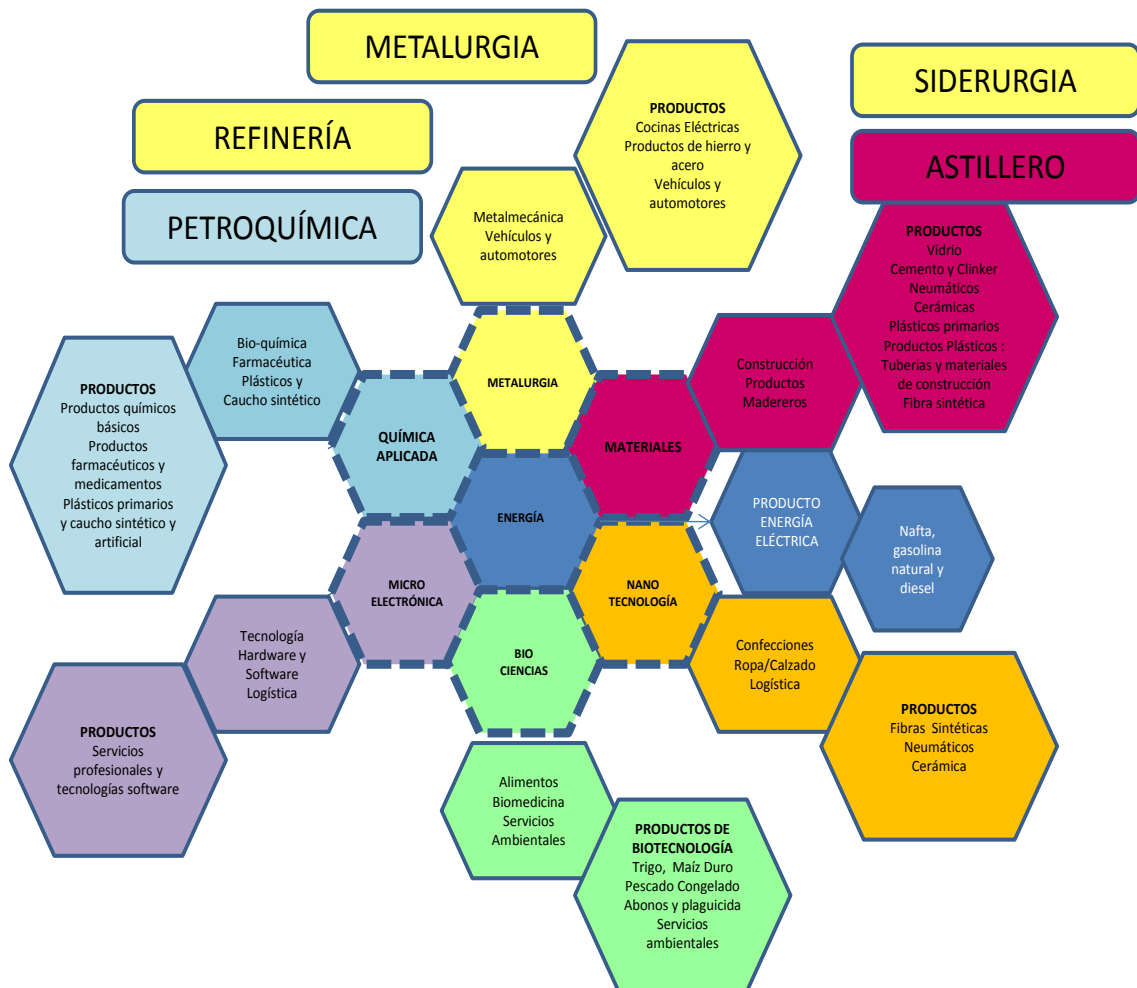 METALURGIA
SIDERURGIA
REFINERÍA
ASTILLERO
PETROQUÍMICA
PRODUCTOS
Cocinas Eléctricas
Productos de hierro y
acero
Vehículos y
automotores
Metalmecánica
Vehículos y
automotores
PRODUCTOS
Vidrio
Cemento y Clinker
Neumáticos
Cerámicas
Plásticos primarios
Productos Plásticos :
Tuberías y materiales
de construcción
Fibra sintética
Bio-química
Farmacéutica
Plásticos y
Caucho sintético
PRODUCTOS
Productos químicos
básicos
Productos
farmacéuticos y
medicamentos
Plásticos primarios
y caucho sintético y
artificial
METALURGIA
Construcción
Productos
Madereros
QUÍMICA
APLICADA
MATERIALES
ENERGÍA
PRODUCTO
ENERGÍA
ELÉCTRICA
Nafta,
gasolina
natural y
diesel
MICRO
ELECTRÓNICA
NANO
TECNOLOGÍA
BIO
CIENCIAS
Tecnología
Hardware y
Software
Logística
Confecciones
Ropa/Calzado
Logística
PRODUCTOS
Servicios
profesionales y
tecnologías software
PRODUCTOS
Fibras Sintéticas
Neumáticos
Cerámica
Alimentos
Biomedicina
Servicios
Ambientales
PRODUCTOS DE
BIOTECNOLOGÍA
Trigo, Maíz Duro
Pescado Congelado
Abonos y plaguicida
Servicios
ambientales